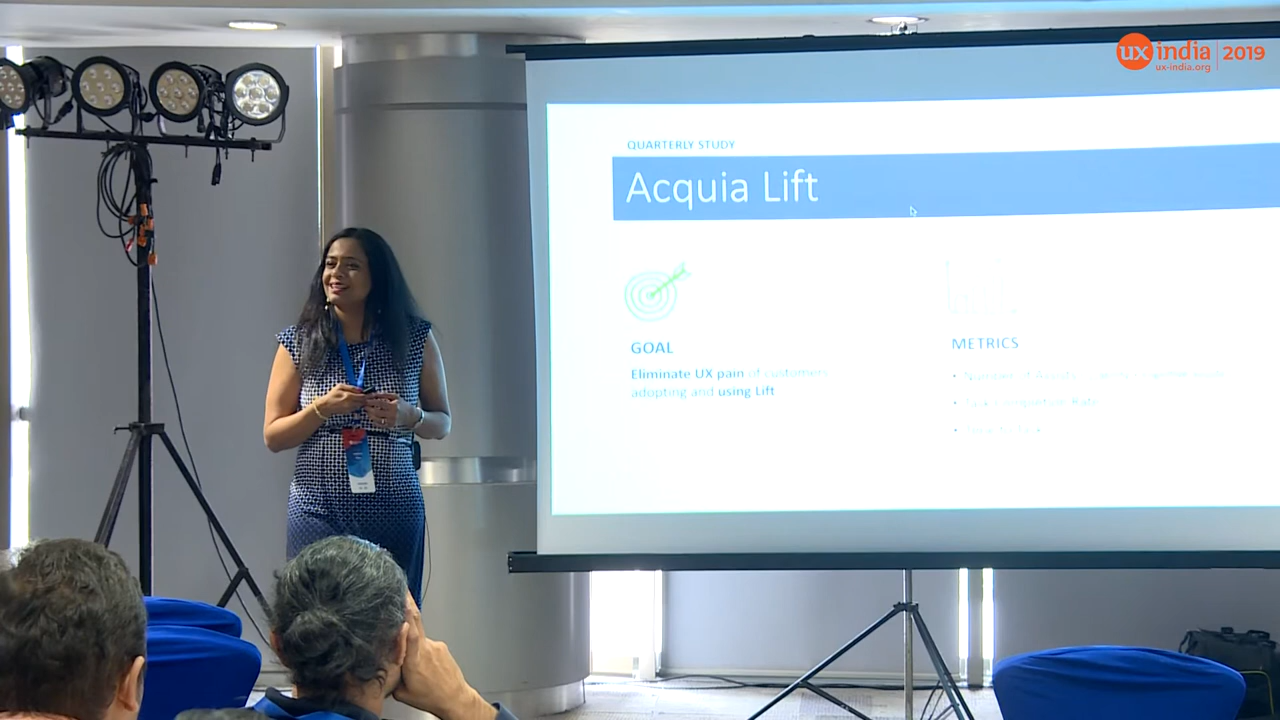 ux india 2019
ux-india.org
QUARTERLY STUDY
Acquia Lift
GOAL
Eliminate UX pain of customers
adopting and using Lift
METRICS
Completion Rate